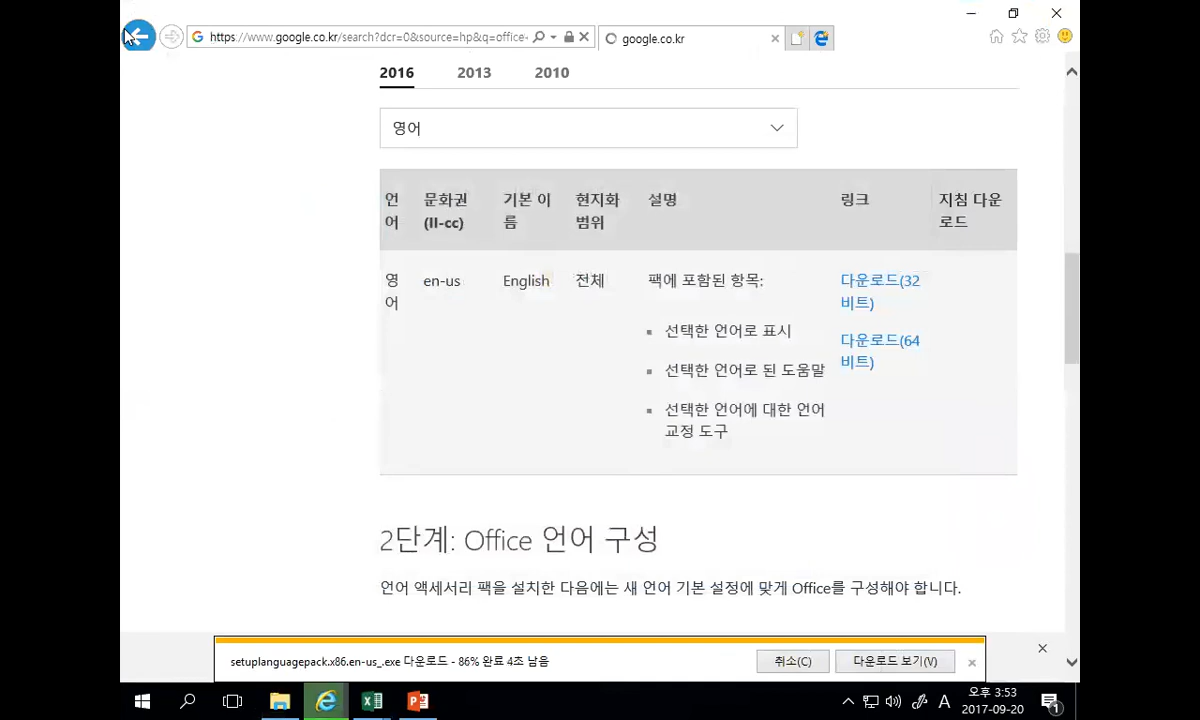 https://www.google.co.kr/search?dcr=0&source=hp&q=office-
google.co.kr
2016 2013 2010
영어
언어 문화권 (ll-cc) 기본 이름 현지화 범위 설명 링크 지침 다운로드
영어 en-us English 전체 팩에 포함된 항목: 다운로드(32비트)
선택한 언어로 표시
다운로드(64비트)
선택한 언어로 된 도움말
선택한 언어에 대한 언어
교정 도구
2단계: Office 언어 구성
언어 액세서리 팩을 설치한 다음에는 새 언어 기본 설정에 맞게 Office를 구성해야 합니다.
setuplanguagepack.x86.en-us_.exe 다운로드 - 86% 완료 4초 남음 취소(C) 다운로드 보기(V)
A 오후 3:53
2017-09-20
1